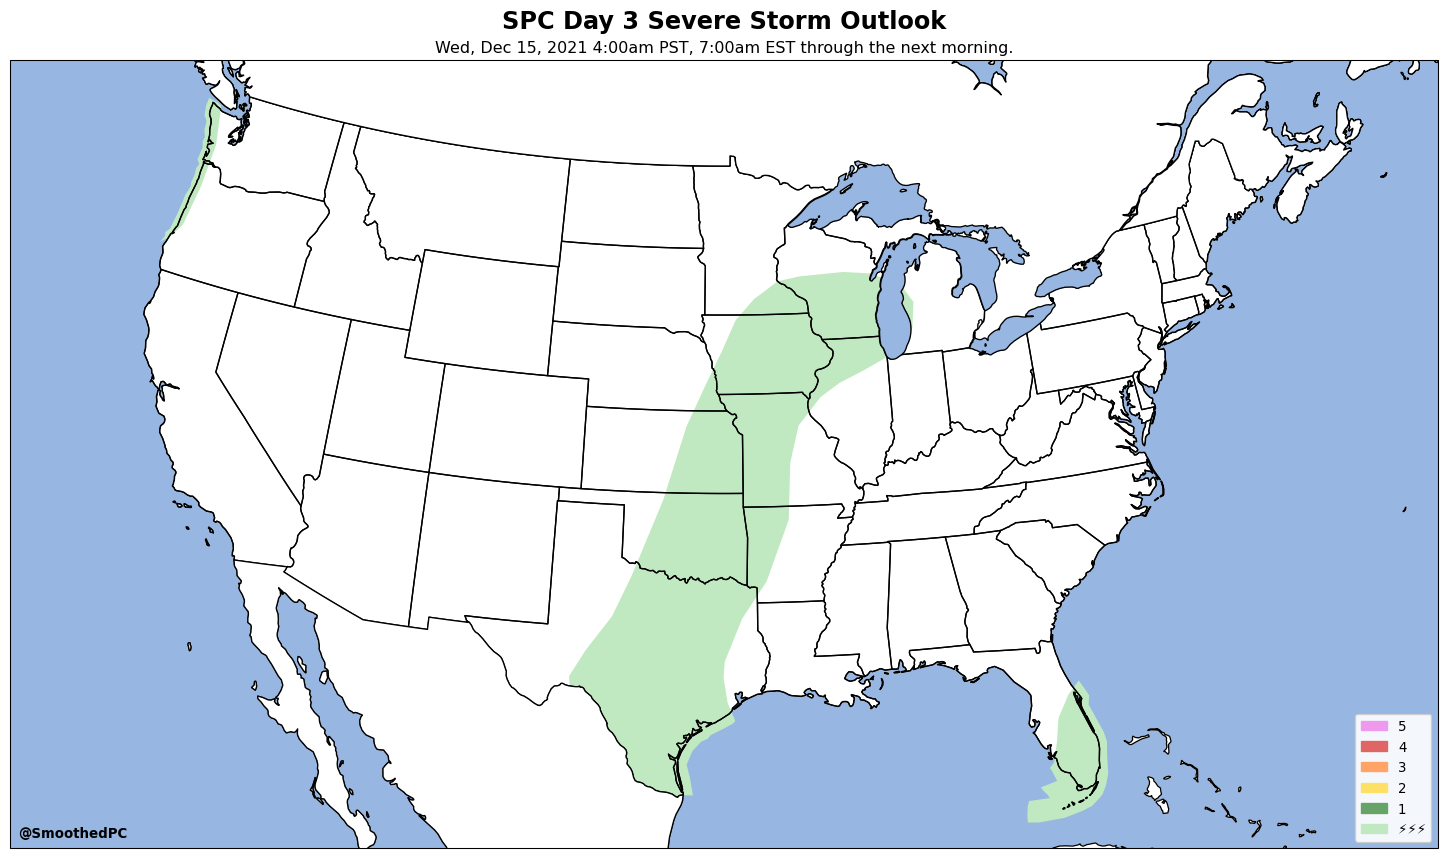 SPC Day 3 Severe Storm Outlook
Wed, Dec 15, 2021 4:00am PST, 7:00am EST through the next morning.
5
4
3
2
1
⚡⚡⚡
@SmoothedPC